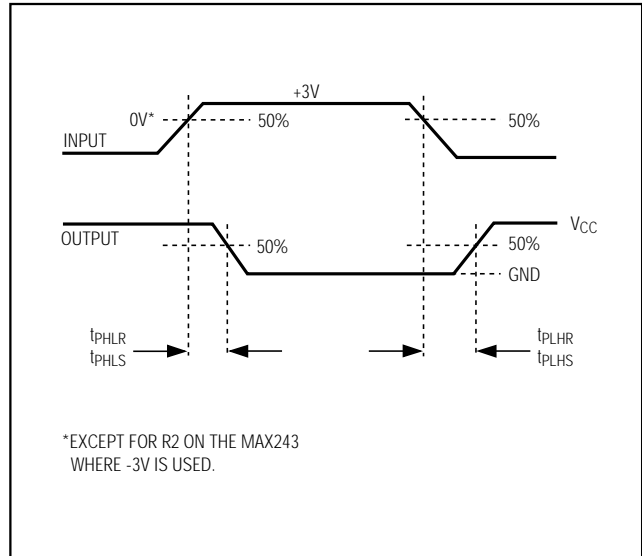 +3V
0V* 50% 50%
INPUT
VCC
OUTPUT
50% 50%
GND
tPHLR tPLHR
tPHLS tPLHS
*EXCEPT FOR R2 ON THE MAX243
WHERE -3V IS USED.